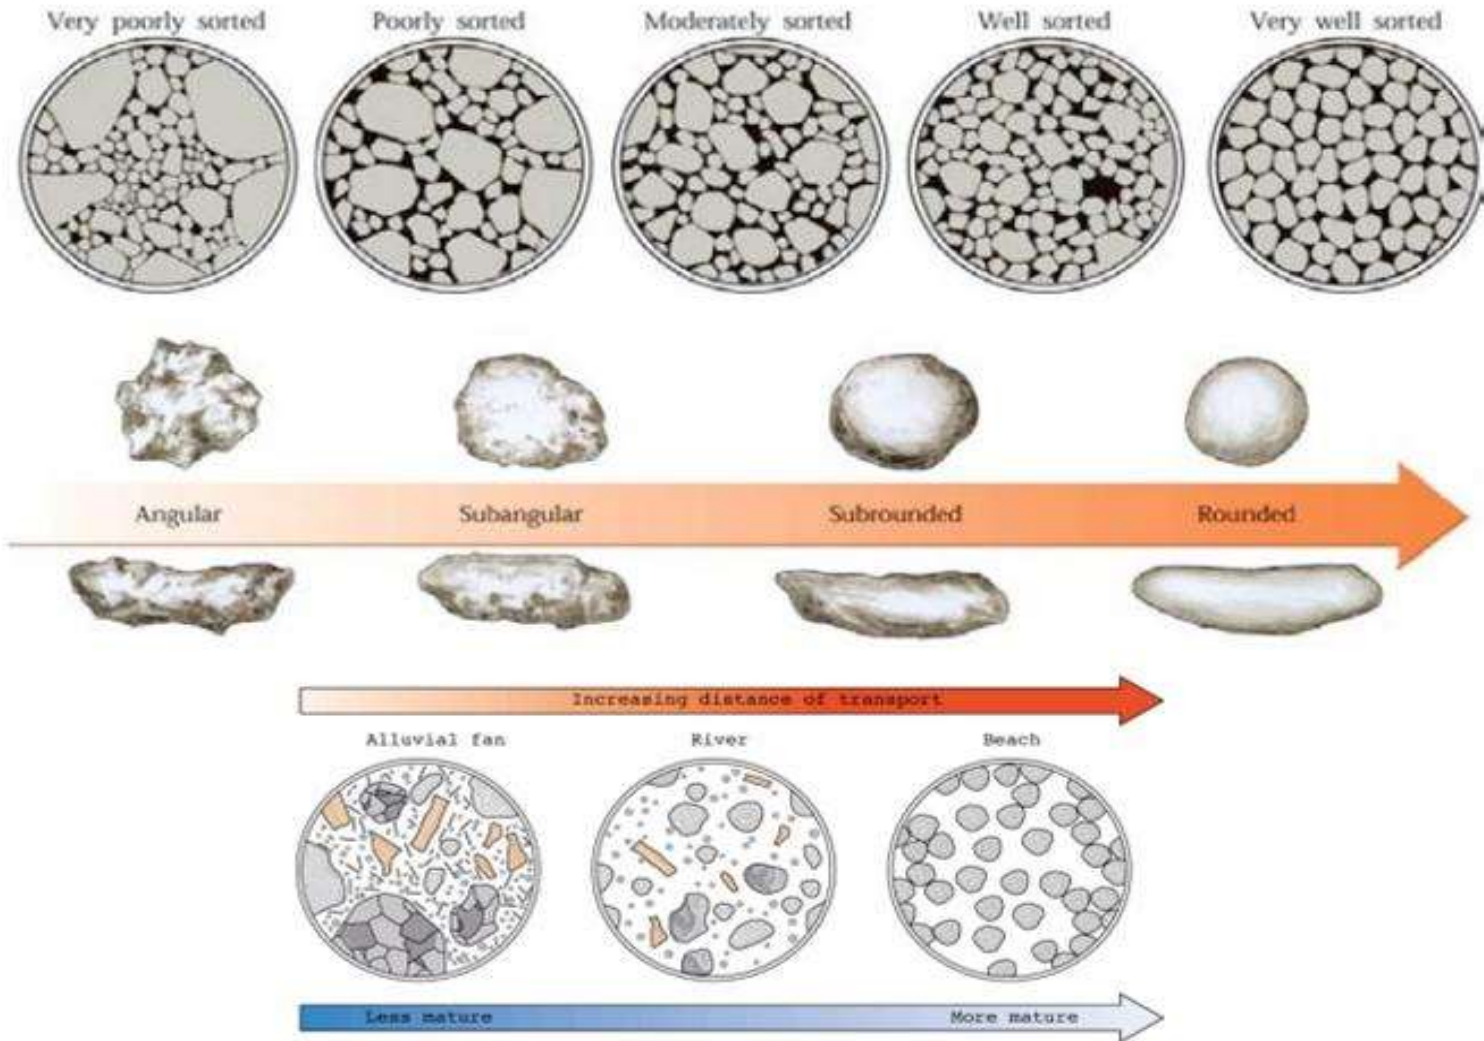 Very poorly sorted
Poorly sorted
Moderately sorted
Well sorted
Very well sorted
Angular
Subangular
Subrounded
Rounded
Increasing distance of transport
Alluvial fan
River
Beach
Less mature
More mature